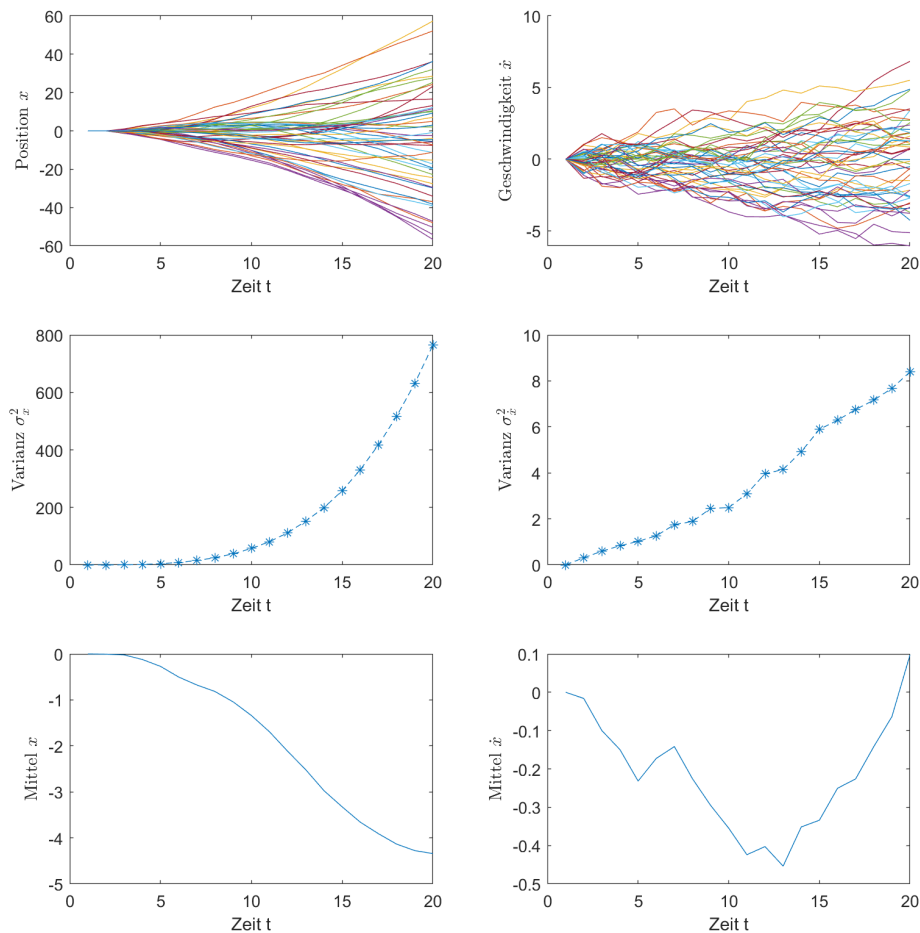 60
40
20
0
-20
-40
-60
Position x
0 5 10 15 20
Zeit t
10
5
0
-5
Geschwindigkeit ẋ
0 5 10 15 20
Zeit t
800
600
400
200
0
Varianz σ²ₓ
0 5 10 15 20
Zeit t
10
8
6
4
2
0
Varianz σ²ẋ
0 5 10 15 20
Zeit t
0
-1
-2
-3
-4
-5
Mittel x
0 5 10 15 20
Zeit t
0.1
0
-0.1
-0.2
-0.3
-0.4
-0.5
Mittel ẋ
0 5 10 15 20
Zeit t